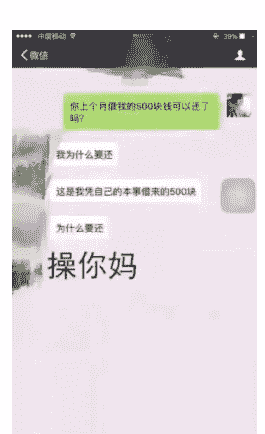 中国移动 39%
微信
你上个月借我的500块钱可以还了
吗?
我为什么要还
这是我凭自己的本事借来的500块
为什么要还
操你妈